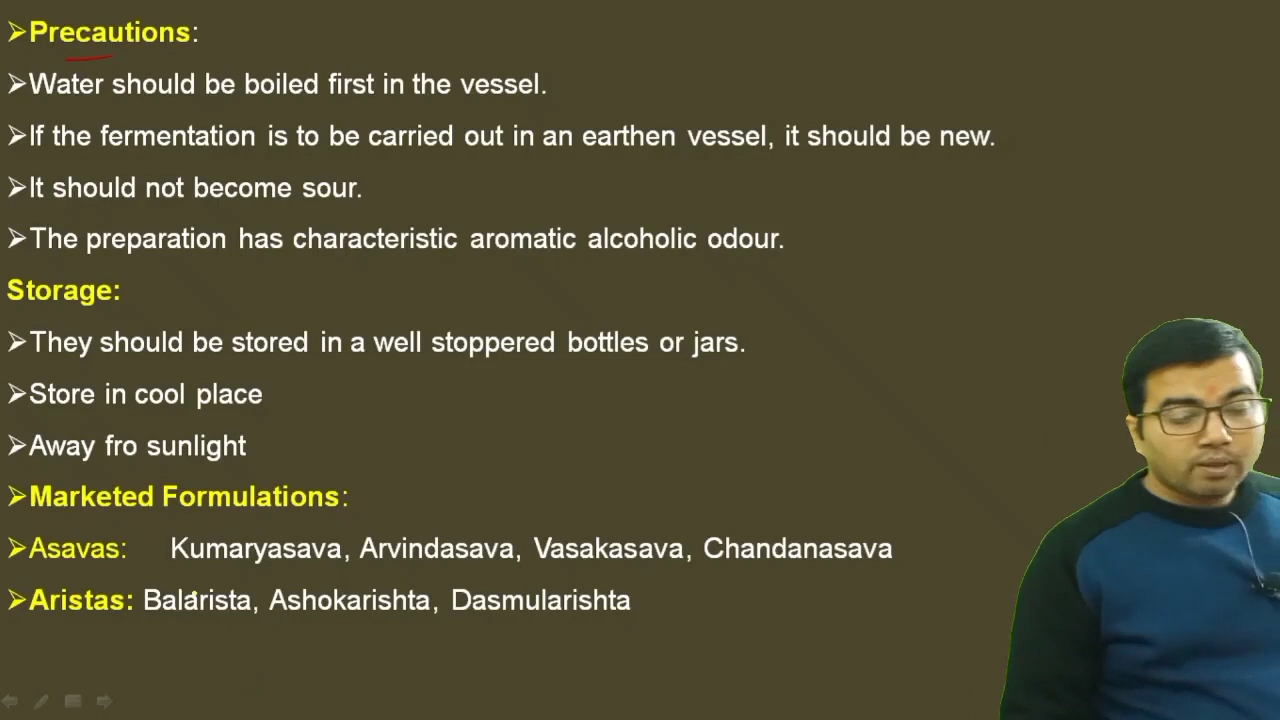 ➢Precautions:
➢Water should be boiled first in the vessel.
➢If the fermentation is to be carried out in an earthen vessel, it should be new.
➢It should not become sour.
➢The preparation has characteristic aromatic alcoholic odour.
Storage:
➢They should be stored in a well stoppered bottles or jars.
➢Store in cool place
➢Away fro sunlight
➢Marketed Formulations:
➢Asavas: Kumaryasava, Arvindasava, Vasakasava, Chandanasava
➢Aristas: Balarista, Ashokarishta, Dasmularishta